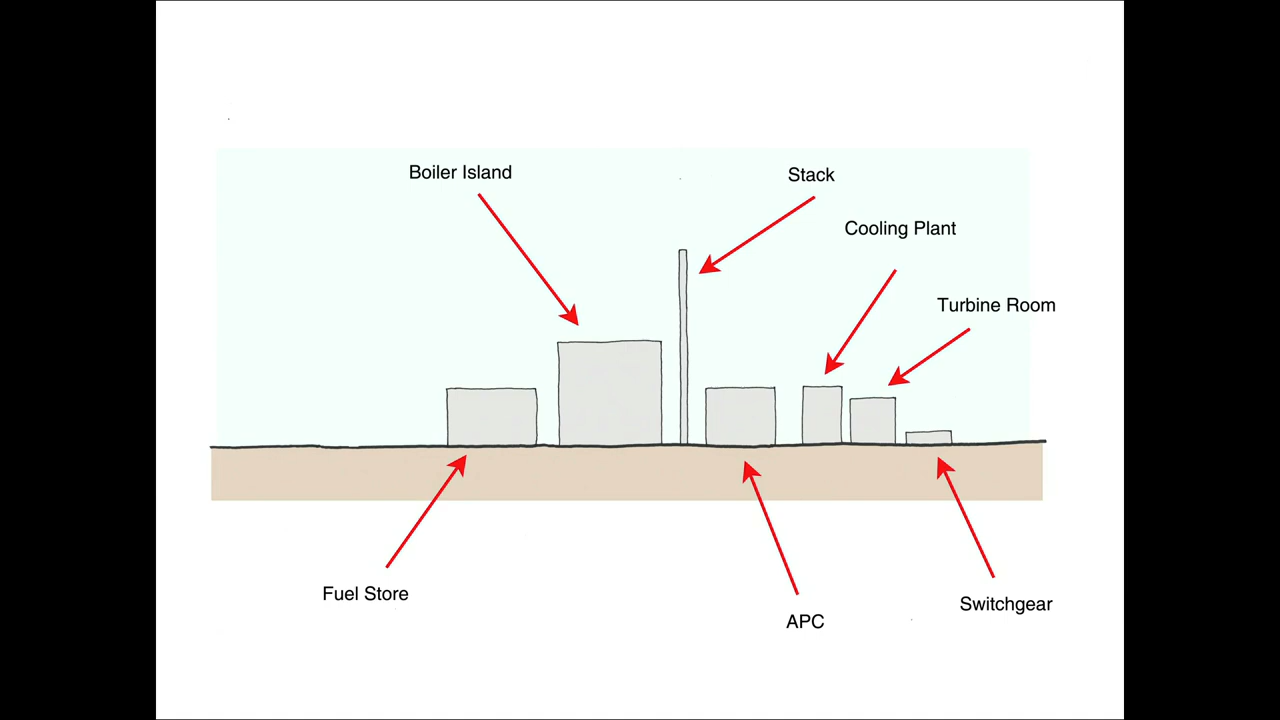 Boiler Island
Stack
Cooling Plant
Turbine Room
Fuel Store
APC
Switchgear